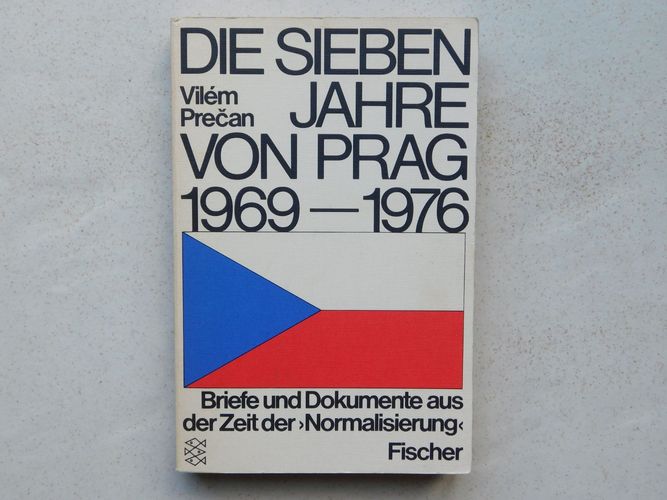 DIE SIEBEN
Vilém JAHRE
Prečan
VON PRAG
1969—1976
Briefe und Dokumente aus
der Zeit der ›Normalisierung‹
Fischer